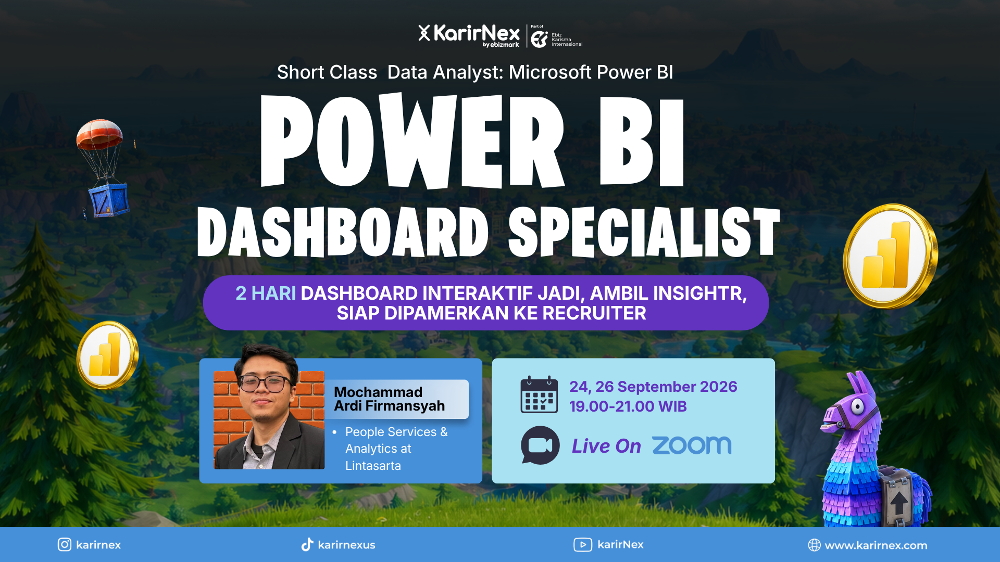 KarirNex
by ebizmark
Part of
Ebiz
Karisma
Internasional
Short Class  Data Analyst: Microsoft Power BI
POWER BI
DASHBOARD SPECIALIST
2 HARI DASHBOARD INTERAKTIF JADI, AMBIL INSIGHTR,
SIAP DIPAMERKAN KE RECRUITER
Mochammad
Ardi Firmansyah
• People Services &
Analytics at
Lintasarta
24, 26 September 2026
19.00-21.00 WIB
Live On zoom
karirnex
karirnexus
karirNex
www.karirnex.com